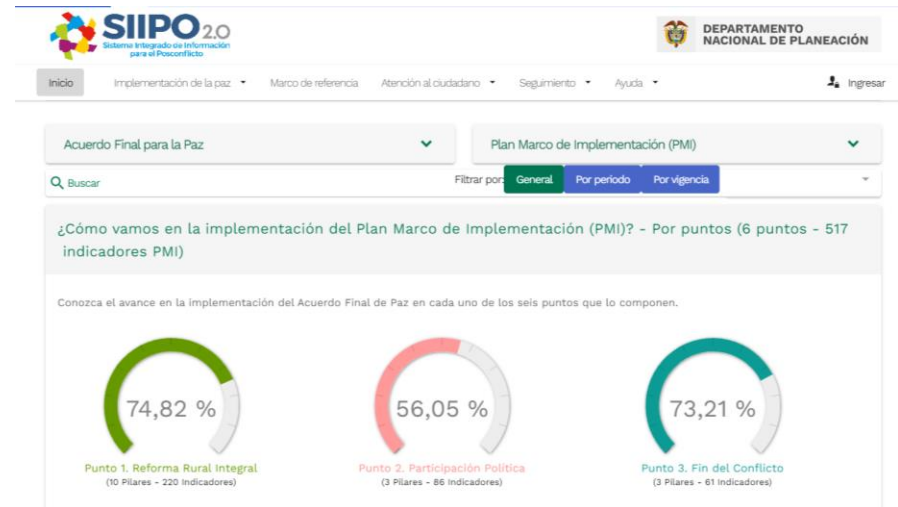 SIIPO 2.0
Sistema Integrado de Información
para el Posconflicto
DEPARTAMENTO
NACIONAL DE PLANEACIÓN
Inicio Implementación de la paz Marco de referencia Atención al ciudadano Seguimiento Ayuda Ingresar
Acuerdo Final para la Paz Plan Marco de Implementación (PMI)
Buscar Filtrar por: General Por periodo Por vigencia
¿Cómo vamos en la implementación del Plan Marco de Implementación (PMI)? - Por puntos (6 puntos - 517
indicadores PMI)
Conozca el avance en la implementación del Acuerdo Final de Paz en cada uno de los seis puntos que lo componen.
74,82 % 56,05 % 73,21 %
Punto 1. Reforma Rural Integral Punto 2. Participación Política Punto 3. Fin del Conflicto
(10 Pilares - 220 Indicadores) (3 Pilares - 86 Indicadores) (3 Pilares - 61 Indicadores)